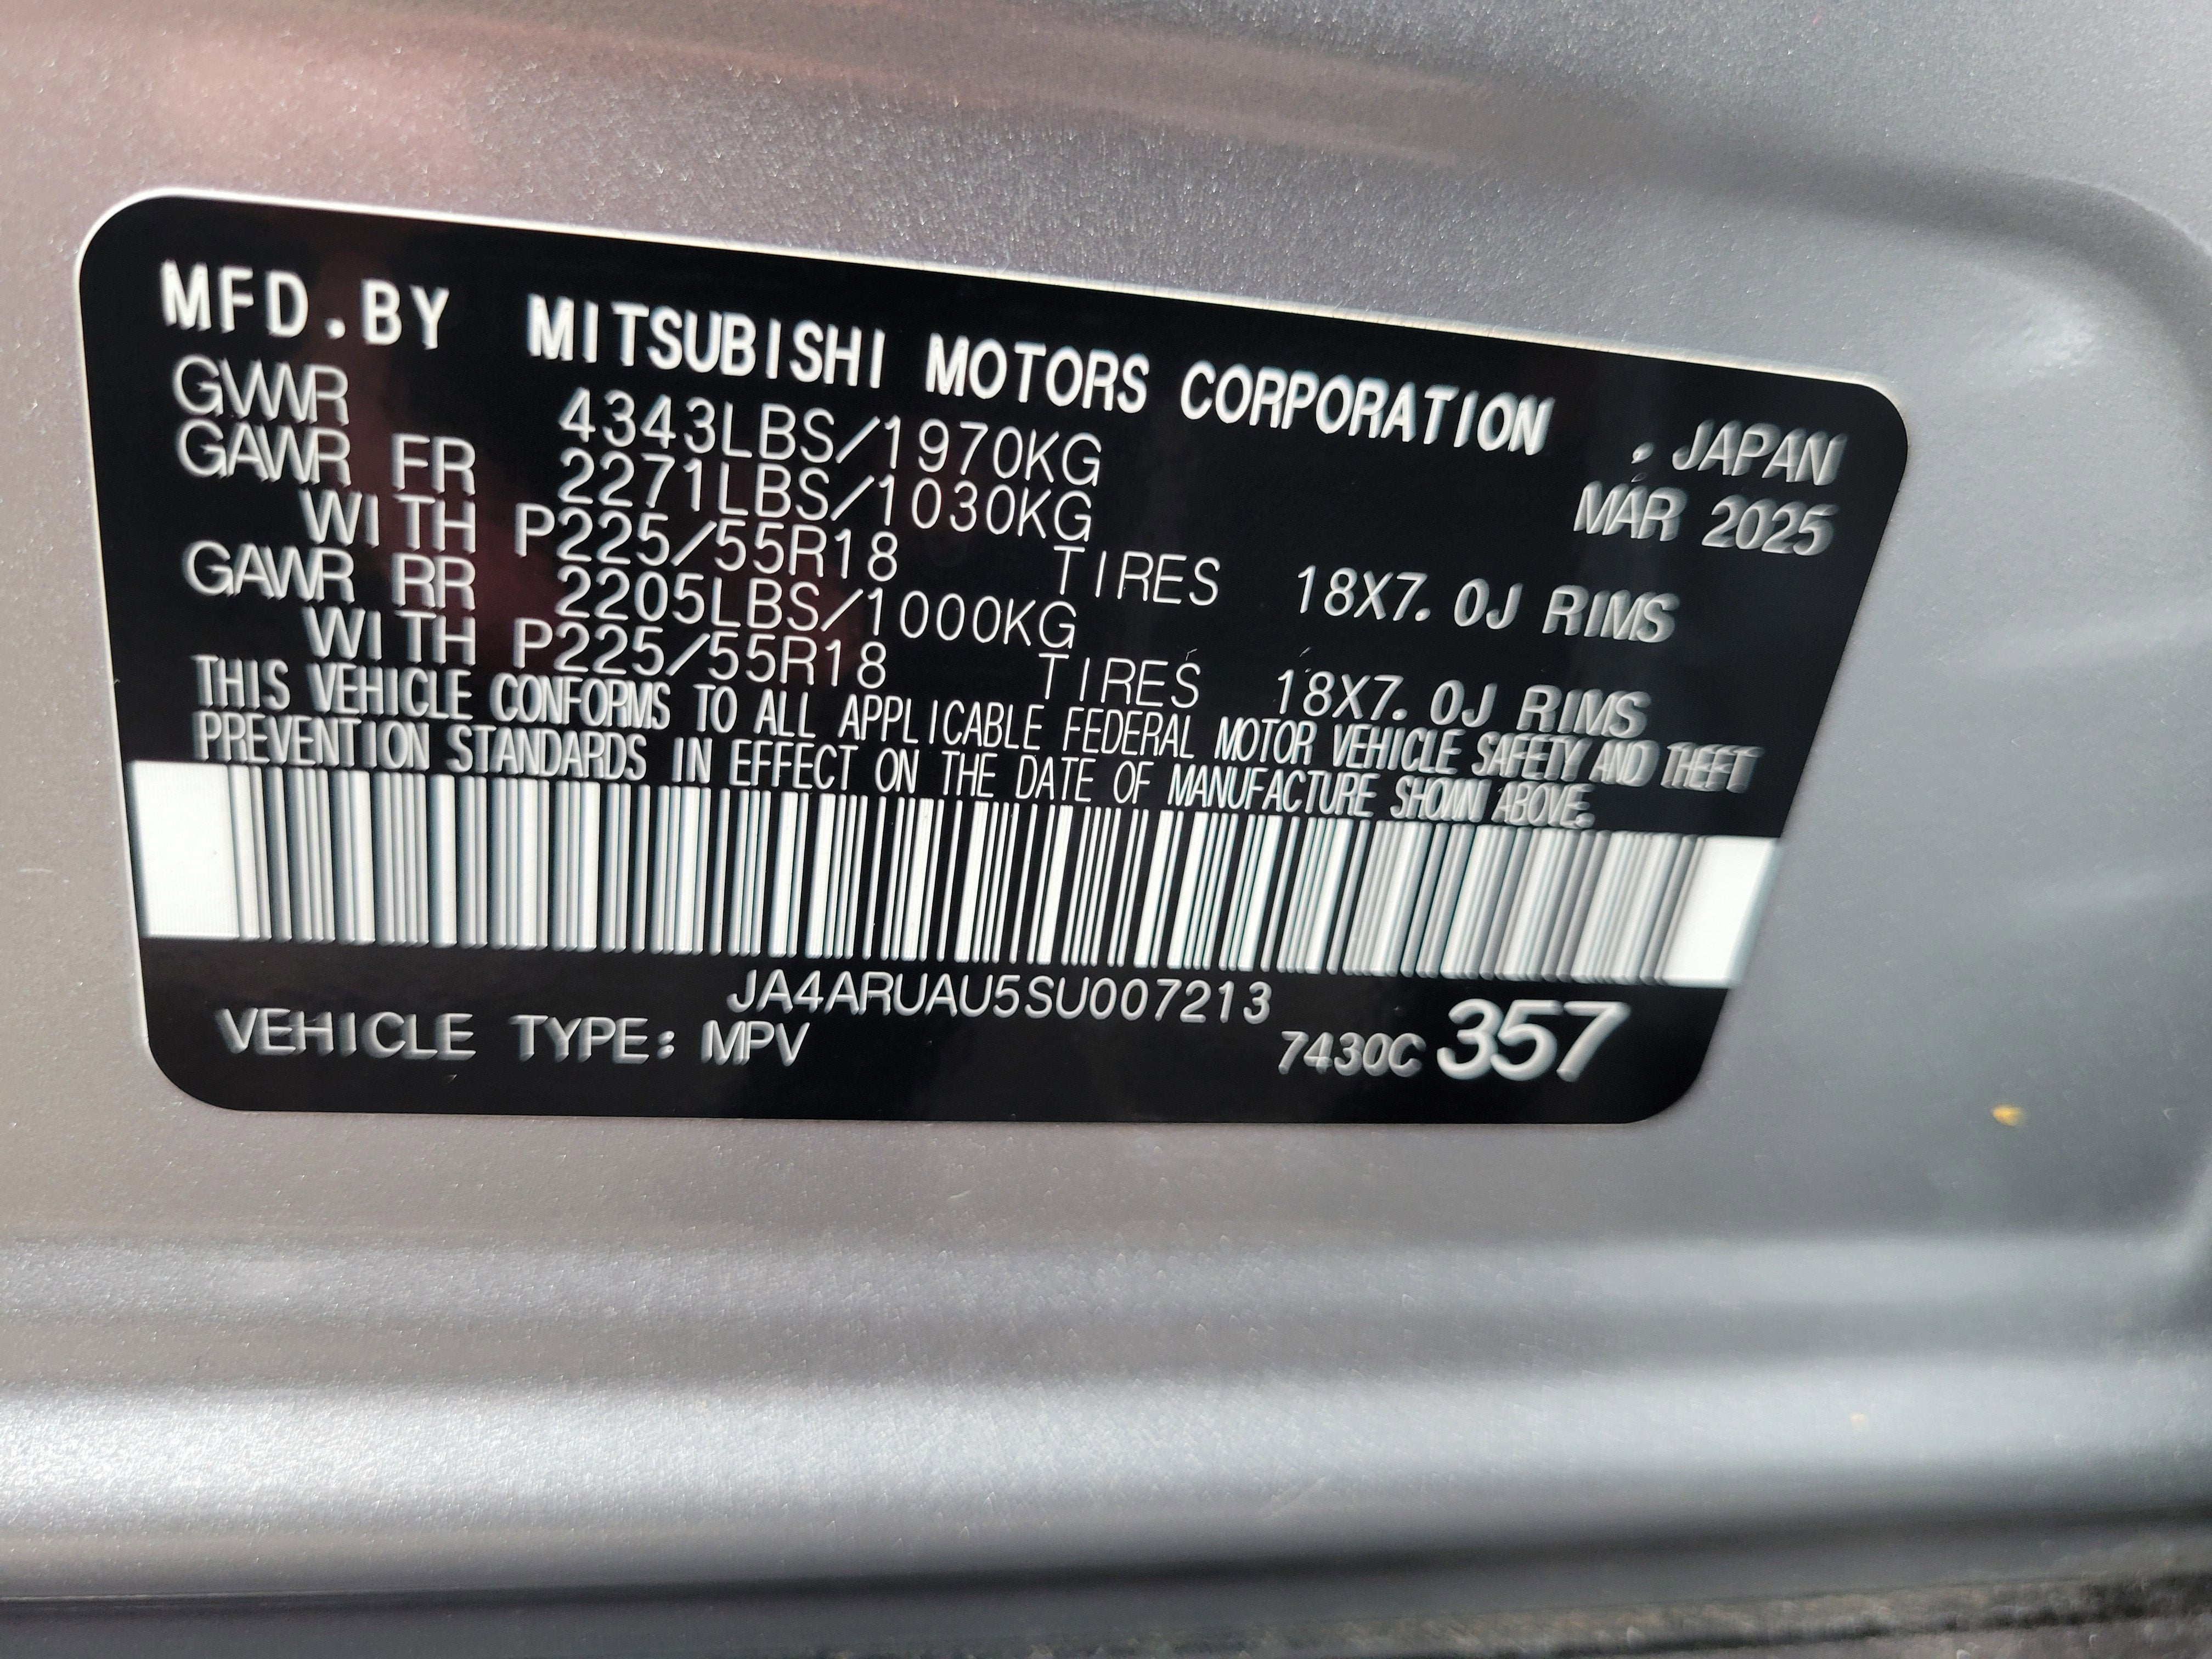 MFD.BY MITSUBISHI MOTORS CORPORATION , JAPAN
GVWR 4343LBS/1970KG MAR 2025
GAWR FR 2271LBS/1030KG
WITH P225/55R18 TIRES 18X7.0J RIMS
GAWR RR 2205LBS/1000KG
WITH P225/55R18 TIRES 18X7.0J RIMS
THIS VEHICLE CONFORMS TO ALL APPLICABLE FEDERAL MOTOR VEHICLE SAFETY AND THEFT
PREVENTION STANDARDS IN EFFECT ON THE DATE OF MANUFACTURE SHOWN ABOVE.
JA4ARUAU5SU007213
VEHICLE TYPE: MPV 7430C 357